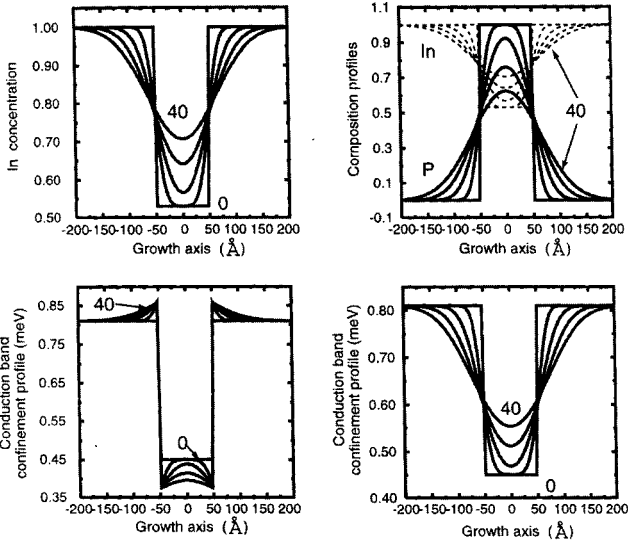 1.00
0.90
0.80
0.70
0.60
0.50
In concentration
40
0
-200-150-100 -50 0 50 100 150 200
Growth axis (Å)
1.1
0.9
0.7
0.5
0.3
0.1
-0.1
Composition profiles
In
40
P
-200-150-100 -50 0 50 100 150 200
Growth axis (Å)
0.85
0.75
0.65
0.55
0.45
0.35
Conduction band
confinement profile (meV)
40
0
-200-150-100 -50 0 50 100 150 200
Growth axis (Å)
0.80
0.70
0.60
0.50
0.40
Conduction band
confinement profile (meV)
40
0
-200-150-100 -50 0 50 100 150 200
Growth axis (Å)